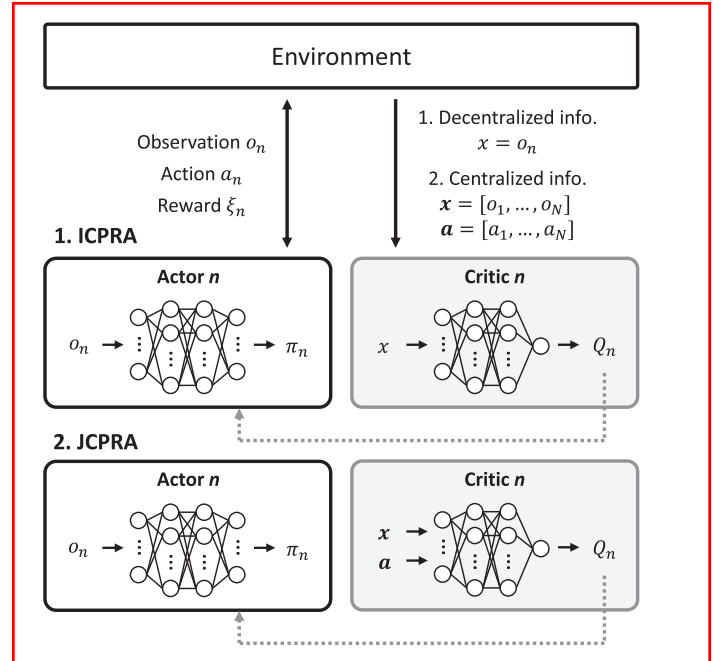 Environment
Observation oₙ
Action aₙ
Reward ξₙ
1. Decentralized info.
x = oₙ
2. Centralized info.
𝒙 = [o₁, ..., o_N]
𝒂 = [a₁, ..., a_N]
1. ICPRA
Actor n
oₙ
πₙ
Critic n
x
Qₙ
2. JCPRA
Actor n
oₙ
πₙ
Critic n
𝒙
𝒂
Qₙ